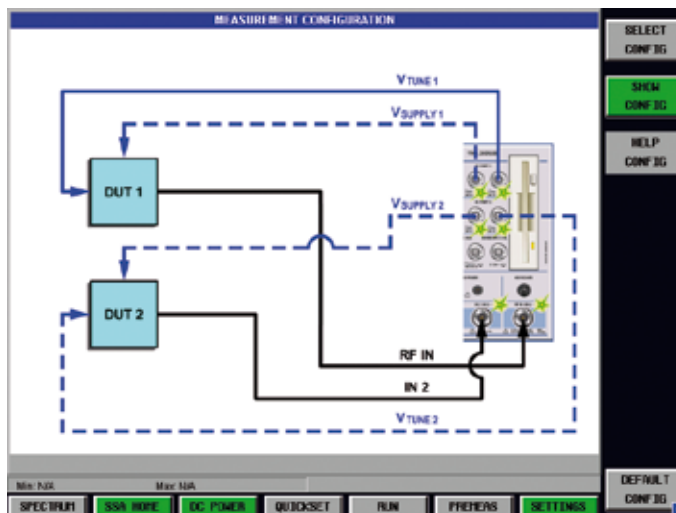 MEASUREMENT CONFIGURATION
SELECT
CONFIG
SHOW
CONFIG
HELP
CONFIG
VTUNE 1
VSUPPLY 1
DUT 1
VSUPPLY 2
DUT 2
RF IN
IN 2
VTUNE 2
Min: N/A Max: N/A
DEFAULT
CONFIG
SPECTRUM SSA HOME DC POWER QUICKSET RUN PREMEAS SETTINGS